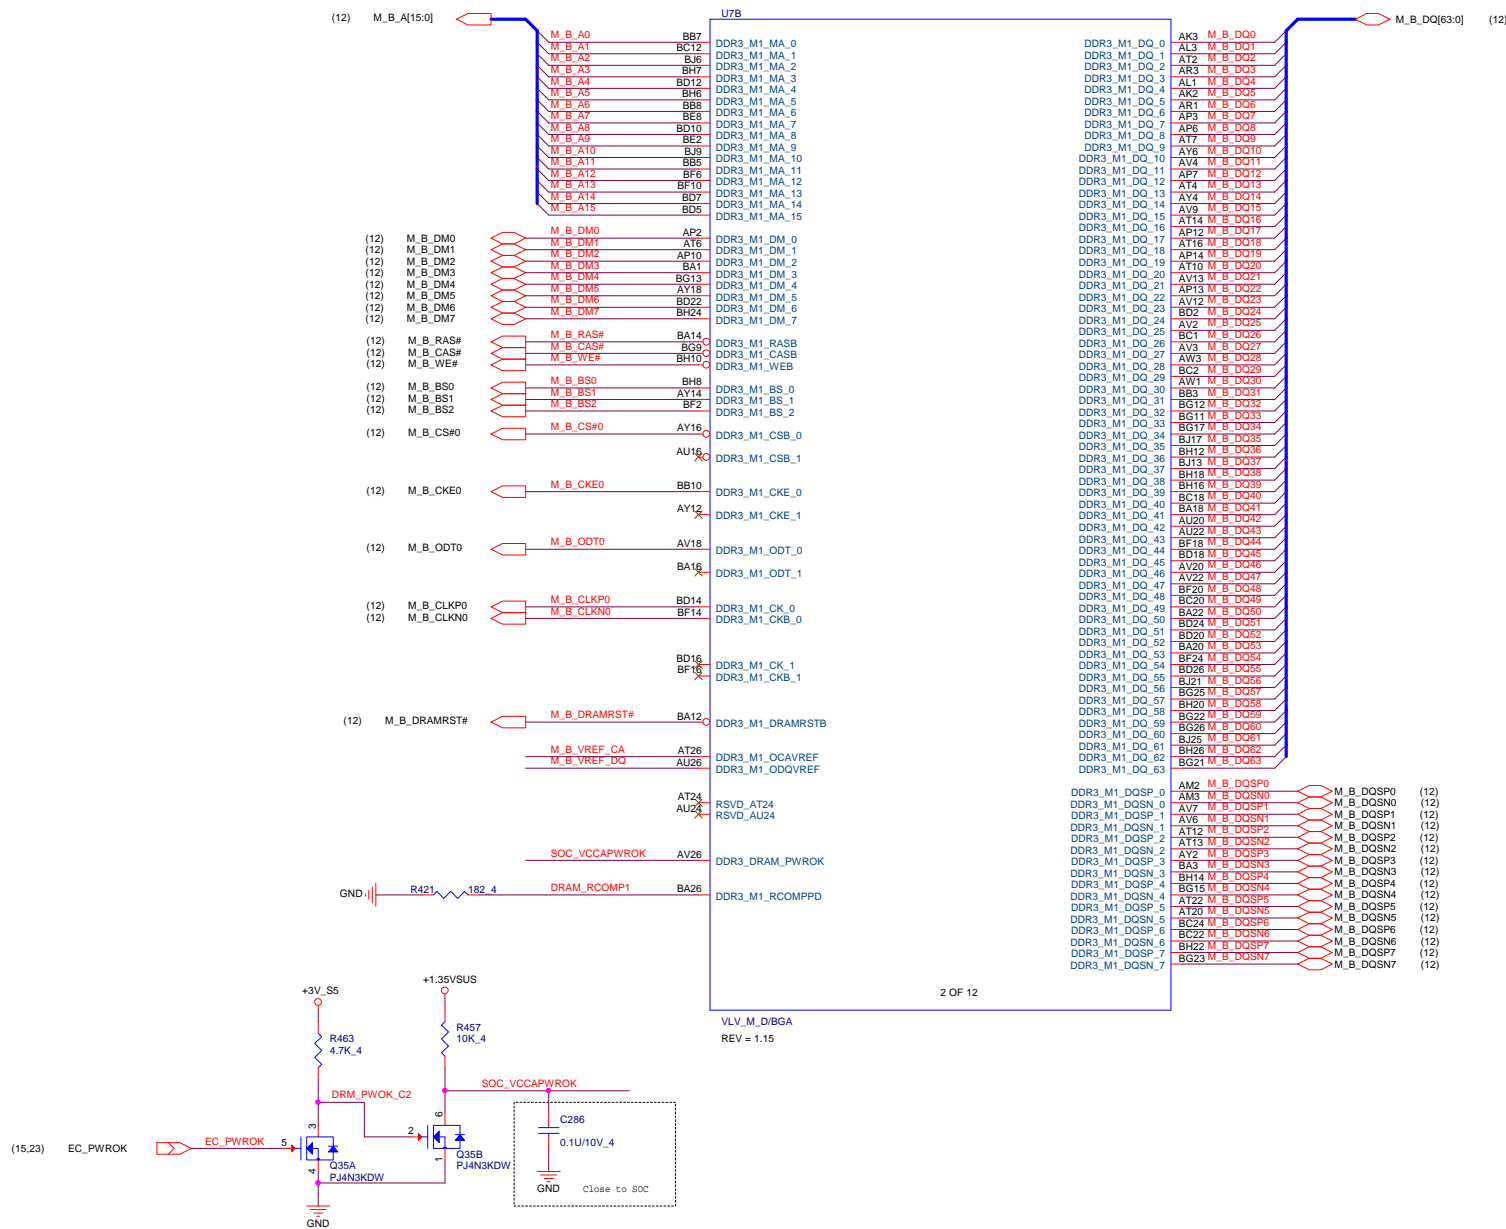 (12) M_B_A[15:0] U7B M_B_DQ[63:0] (12)
M_B_A0 BB7 DDR3_M1_MA_0
M_B_A1 BC12 DDR3_M1_MA_1
M_B_A2 BJ6 DDR3_M1_MA_2
M_B_A3 BH7 DDR3_M1_MA_3
M_B_A4 BD12 DDR3_M1_MA_4
M_B_A5 BH6 DDR3_M1_MA_5
M_B_A6 BB8 DDR3_M1_MA_6
M_B_A7 BE8 DDR3_M1_MA_7
M_B_A8 BD10 DDR3_M1_MA_8
M_B_A9 BE2 DDR3_M1_MA_9
M_B_A10 BJ9 DDR3_M1_MA_10
M_B_A11 BB5 DDR3_M1_MA_11
M_B_A12 BF6 DDR3_M1_MA_12
M_B_A13 BF10 DDR3_M1_MA_13
M_B_A14 BD7 DDR3_M1_MA_14
M_B_A15 BD5 DDR3_M1_MA_15
(12) M_B_DM0 M_B_DM0 AP2 DDR3_M1_DM_0
(12) M_B_DM1 M_B_DM1 AT6 DDR3_M1_DM_1
(12) M_B_DM2 M_B_DM2 AP10 DDR3_M1_DM_2
(12) M_B_DM3 M_B_DM3 BA1 DDR3_M1_DM_3
(12) M_B_DM4 M_B_DM4 BG13 DDR3_M1_DM_4
(12) M_B_DM5 M_B_DM5 AY18 DDR3_M1_DM_5
(12) M_B_DM6 M_B_DM6 BD22 DDR3_M1_DM_6
(12) M_B_DM7 M_B_DM7 BH24 DDR3_M1_DM_7
(12) M_B_RAS# M_B_RAS# BA14 DDR3_M1_RASB
(12) M_B_CAS# M_B_CAS# BG9 DDR3_M1_CASB
(12) M_B_WE# M_B_WE# BH10 DDR3_M1_WEB
(12) M_B_BS0 M_B_BS0 BH8 DDR3_M1_BS_0
(12) M_B_BS1 M_B_BS1 AY14 DDR3_M1_BS_1
(12) M_B_BS2 M_B_BS2 BF2 DDR3_M1_BS_2
(12) M_B_CS#0 M_B_CS#0 AY16 DDR3_M1_CSB_0
AU16 DDR3_M1_CSB_1
(12) M_B_CKE0 M_B_CKE0 BB10 DDR3_M1_CKE_0
AY12 DDR3_M1_CKE_1
(12) M_B_ODT0 M_B_ODT0 AV18 DDR3_M1_ODT_0
BA16 DDR3_M1_ODT_1
(12) M_B_CLKP0 M_B_CLKP0 BD14 DDR3_M1_CK_0
(12) M_B_CLKN0 M_B_CLKN0 BF14 DDR3_M1_CKB_0
BD16 DDR3_M1_CK_1
BF16 DDR3_M1_CKB_1
(12) M_B_DRAMRST# M_B_DRAMRST# BA12 DDR3_M1_DRAMRSTB
M_B_VREF_CA AT26 DDR3_M1_OCAVREF
M_B_VREF_DQ AU26 DDR3_M1_ODQVREF
AT24 RSVD_AT24
AU24 RSVD_AU24
SOC_VCCAPWROK AV26 DDR3_DRAM_PWROK
GND R421 182_4 DRAM_RCOMP1 BA26 DDR3_M1_RCOMPPD
DDR3_M1_DQ_0 AK3 M_B_DQ0
DDR3_M1_DQ_1 AL3 M_B_DQ1
DDR3_M1_DQ_2 AT2 M_B_DQ2
DDR3_M1_DQ_3 AR3 M_B_DQ3
DDR3_M1_DQ_4 AL1 M_B_DQ4
DDR3_M1_DQ_5 AK2 M_B_DQ5
DDR3_M1_DQ_6 AR1 M_B_DQ6
DDR3_M1_DQ_7 AP3 M_B_DQ7
DDR3_M1_DQ_8 AP6 M_B_DQ8
DDR3_M1_DQ_9 AT7 M_B_DQ9
DDR3_M1_DQ_10 AY6 M_B_DQ10
DDR3_M1_DQ_11 AV4 M_B_DQ11
DDR3_M1_DQ_12 AP7 M_B_DQ12
DDR3_M1_DQ_13 AT4 M_B_DQ13
DDR3_M1_DQ_14 AY4 M_B_DQ14
DDR3_M1_DQ_15 AV9 M_B_DQ15
DDR3_M1_DQ_16 AT14 M_B_DQ16
DDR3_M1_DQ_17 AP12 M_B_DQ17
DDR3_M1_DQ_18 AT16 M_B_DQ18
DDR3_M1_DQ_19 AP14 M_B_DQ19
DDR3_M1_DQ_20 AT10 M_B_DQ20
DDR3_M1_DQ_21 AV13 M_B_DQ21
DDR3_M1_DQ_22 AP13 M_B_DQ22
DDR3_M1_DQ_23 AV12 M_B_DQ23
DDR3_M1_DQ_24 BD2 M_B_DQ24
DDR3_M1_DQ_25 AV2 M_B_DQ25
DDR3_M1_DQ_26 BC1 M_B_DQ26
DDR3_M1_DQ_27 AV3 M_B_DQ27
DDR3_M1_DQ_28 AW3 M_B_DQ28
DDR3_M1_DQ_29 BC2 M_B_DQ29
DDR3_M1_DQ_30 AW1 M_B_DQ30
DDR3_M1_DQ_31 BB3 M_B_DQ31
DDR3_M1_DQ_32 BG12 M_B_DQ32
DDR3_M1_DQ_33 BG11 M_B_DQ33
DDR3_M1_DQ_34 BG17 M_B_DQ34
DDR3_M1_DQ_35 BJ17 M_B_DQ35
DDR3_M1_DQ_36 BH12 M_B_DQ36
DDR3_M1_DQ_37 BJ13 M_B_DQ37
DDR3_M1_DQ_38 BH18 M_B_DQ38
DDR3_M1_DQ_39 BH16 M_B_DQ39
DDR3_M1_DQ_40 BC18 M_B_DQ40
DDR3_M1_DQ_41 BA18 M_B_DQ41
DDR3_M1_DQ_42 AU20 M_B_DQ42
DDR3_M1_DQ_43 AU22 M_B_DQ43
DDR3_M1_DQ_44 BF18 M_B_DQ44
DDR3_M1_DQ_45 BD18 M_B_DQ45
DDR3_M1_DQ_46 AV20 M_B_DQ46
DDR3_M1_DQ_47 AV22 M_B_DQ47
DDR3_M1_DQ_48 BF20 M_B_DQ48
DDR3_M1_DQ_49 BC20 M_B_DQ49
DDR3_M1_DQ_50 BA22 M_B_DQ50
DDR3_M1_DQ_51 BD24 M_B_DQ51
DDR3_M1_DQ_52 BD20 M_B_DQ52
DDR3_M1_DQ_53 BA20 M_B_DQ53
DDR3_M1_DQ_54 BF24 M_B_DQ54
DDR3_M1_DQ_55 BD26 M_B_DQ55
DDR3_M1_DQ_56 BJ21 M_B_DQ56
DDR3_M1_DQ_57 BG25 M_B_DQ57
DDR3_M1_DQ_58 BH20 M_B_DQ58
DDR3_M1_DQ_59 BG22 M_B_DQ59
DDR3_M1_DQ_60 BG26 M_B_DQ60
DDR3_M1_DQ_61 BJ25 M_B_DQ61
DDR3_M1_DQ_62 BH26 M_B_DQ62
DDR3_M1_DQ_63 BG21 M_B_DQ63
DDR3_M1_DQSP_0 AM2 M_B_DQSP0 M_B_DQSP0 (12)
DDR3_M1_DQSN_0 AM3 M_B_DQSN0 M_B_DQSN0 (12)
DDR3_M1_DQSP_1 AV7 M_B_DQSP1 M_B_DQSP1 (12)
DDR3_M1_DQSN_1 AV6 M_B_DQSN1 M_B_DQSN1 (12)
DDR3_M1_DQSP_2 AT12 M_B_DQSP2 M_B_DQSP2 (12)
DDR3_M1_DQSN_2 AT13 M_B_DQSN2 M_B_DQSN2 (12)
DDR3_M1_DQSP_3 AY2 M_B_DQSP3 M_B_DQSP3 (12)
DDR3_M1_DQSN_3 BA3 M_B_DQSN3 M_B_DQSN3 (12)
DDR3_M1_DQSP_4 BH14 M_B_DQSP4 M_B_DQSP4 (12)
DDR3_M1_DQSN_4 BG15 M_B_DQSN4 M_B_DQSN4 (12)
DDR3_M1_DQSP_5 AT22 M_B_DQSP5 M_B_DQSP5 (12)
DDR3_M1_DQSN_5 AT20 M_B_DQSN5 M_B_DQSN5 (12)
DDR3_M1_DQSP_6 BC24 M_B_DQSP6 M_B_DQSP6 (12)
DDR3_M1_DQSN_6 BC22 M_B_DQSN6 M_B_DQSN6 (12)
DDR3_M1_DQSP_7 BH22 M_B_DQSP7 M_B_DQSP7 (12)
DDR3_M1_DQSN_7 BG23 M_B_DQSN7 M_B_DQSN7 (12)
2 OF 12
VLV_M_D/BGA
REV = 1.15
+3V_S5 +1.35VSUS
R463
4.7K_4
R457
10K_4
SOC_VCCAPWROK
DRM_PWOK_C2
(15,23) EC_PWROK EC_PWROK 5
3
4
Q35A
PJ4N3KDW
2
6
1
Q35B
PJ4N3KDW
C286
0.1U/10V_4
GND Close to SOC
GND